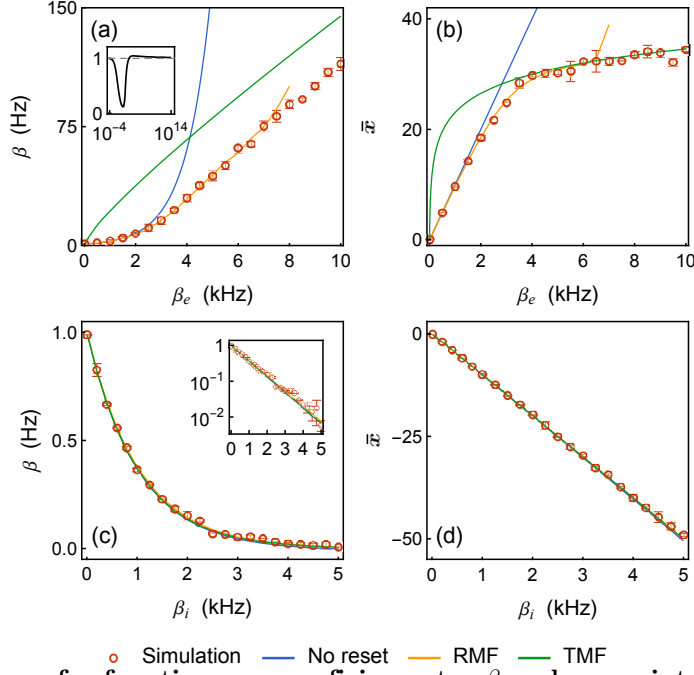 150
(a)
1
0
10⁻⁴ 10¹⁴
75
0
β (Hz)
0 2 4 6 8 10
βₑ (kHz)
40
(b)
20
0
x̄
0 2 4 6 8 10
βₑ (kHz)
1.0
0.5
0.0
β (Hz)
1
10⁻¹
10⁻²
0 1 2 3 4 5
(c)
0 1 2 3 4 5
βᵢ (kHz)
0
−25
−50
x̄
(d)
0 1 2 3 4 5
βᵢ (kHz)
Simulation No reset RMF TMF